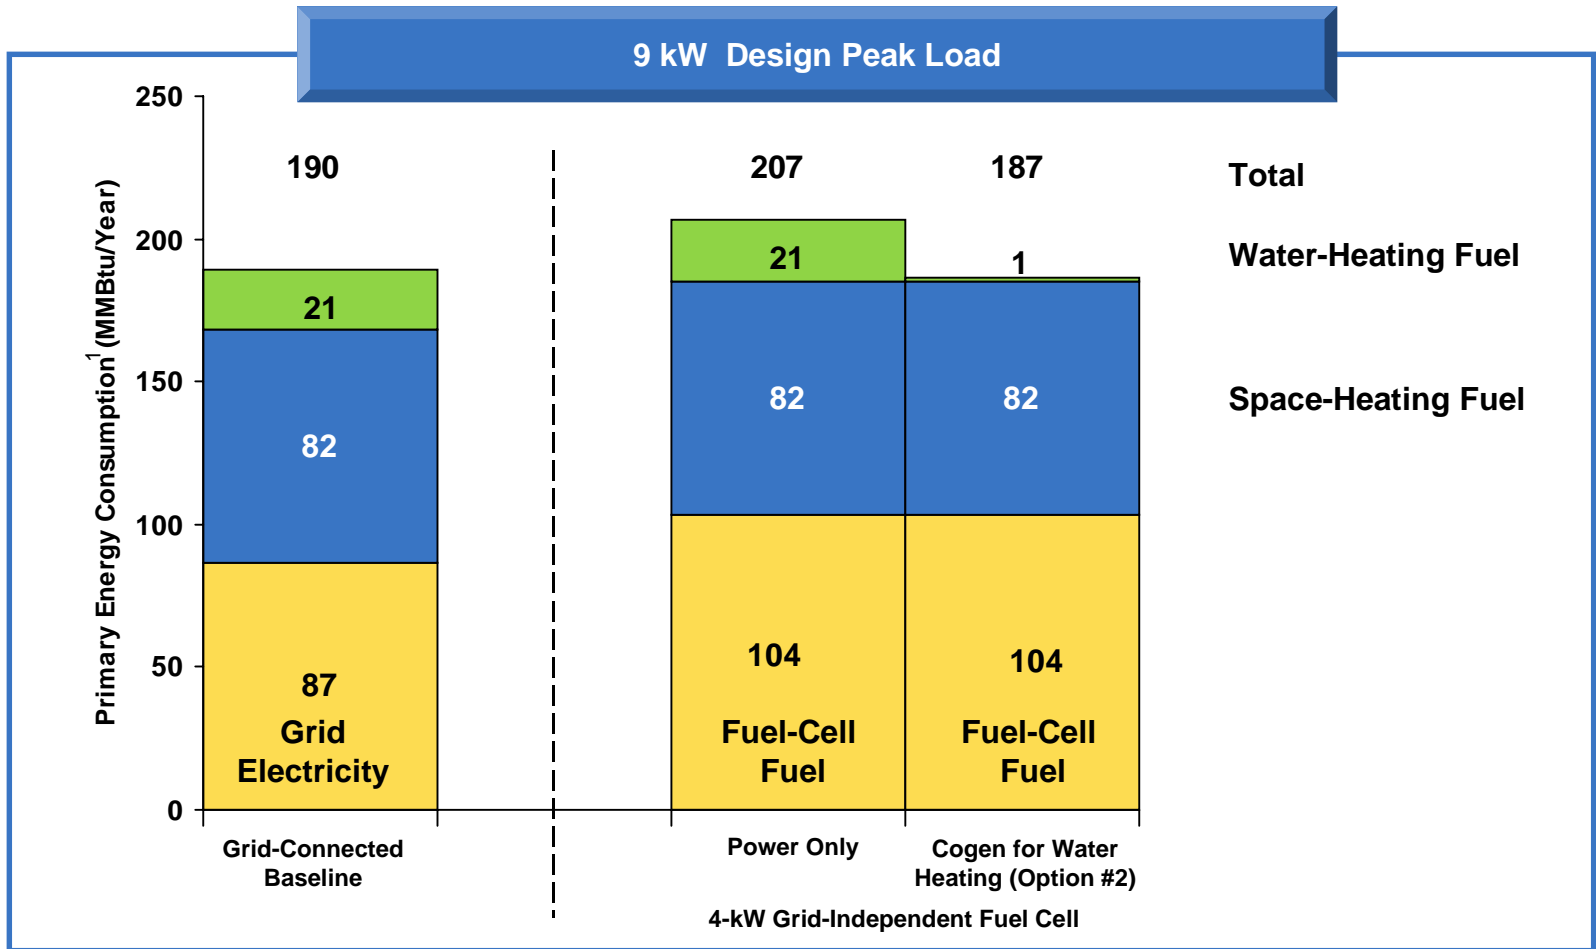 9 kW  Design Peak Load
Primary Energy Consumption¹ (MMBtu/Year)
250
200
150
100
50
0
190
207
187
Total
21
21
1
Water-Heating Fuel
82
82
82
Space-Heating Fuel
87
Grid
Electricity
104
Fuel-Cell
Fuel
104
Fuel-Cell
Fuel
Grid-Connected
Baseline
Power Only
Cogen for Water
Heating (Option #2)
4-kW Grid-Independent Fuel Cell